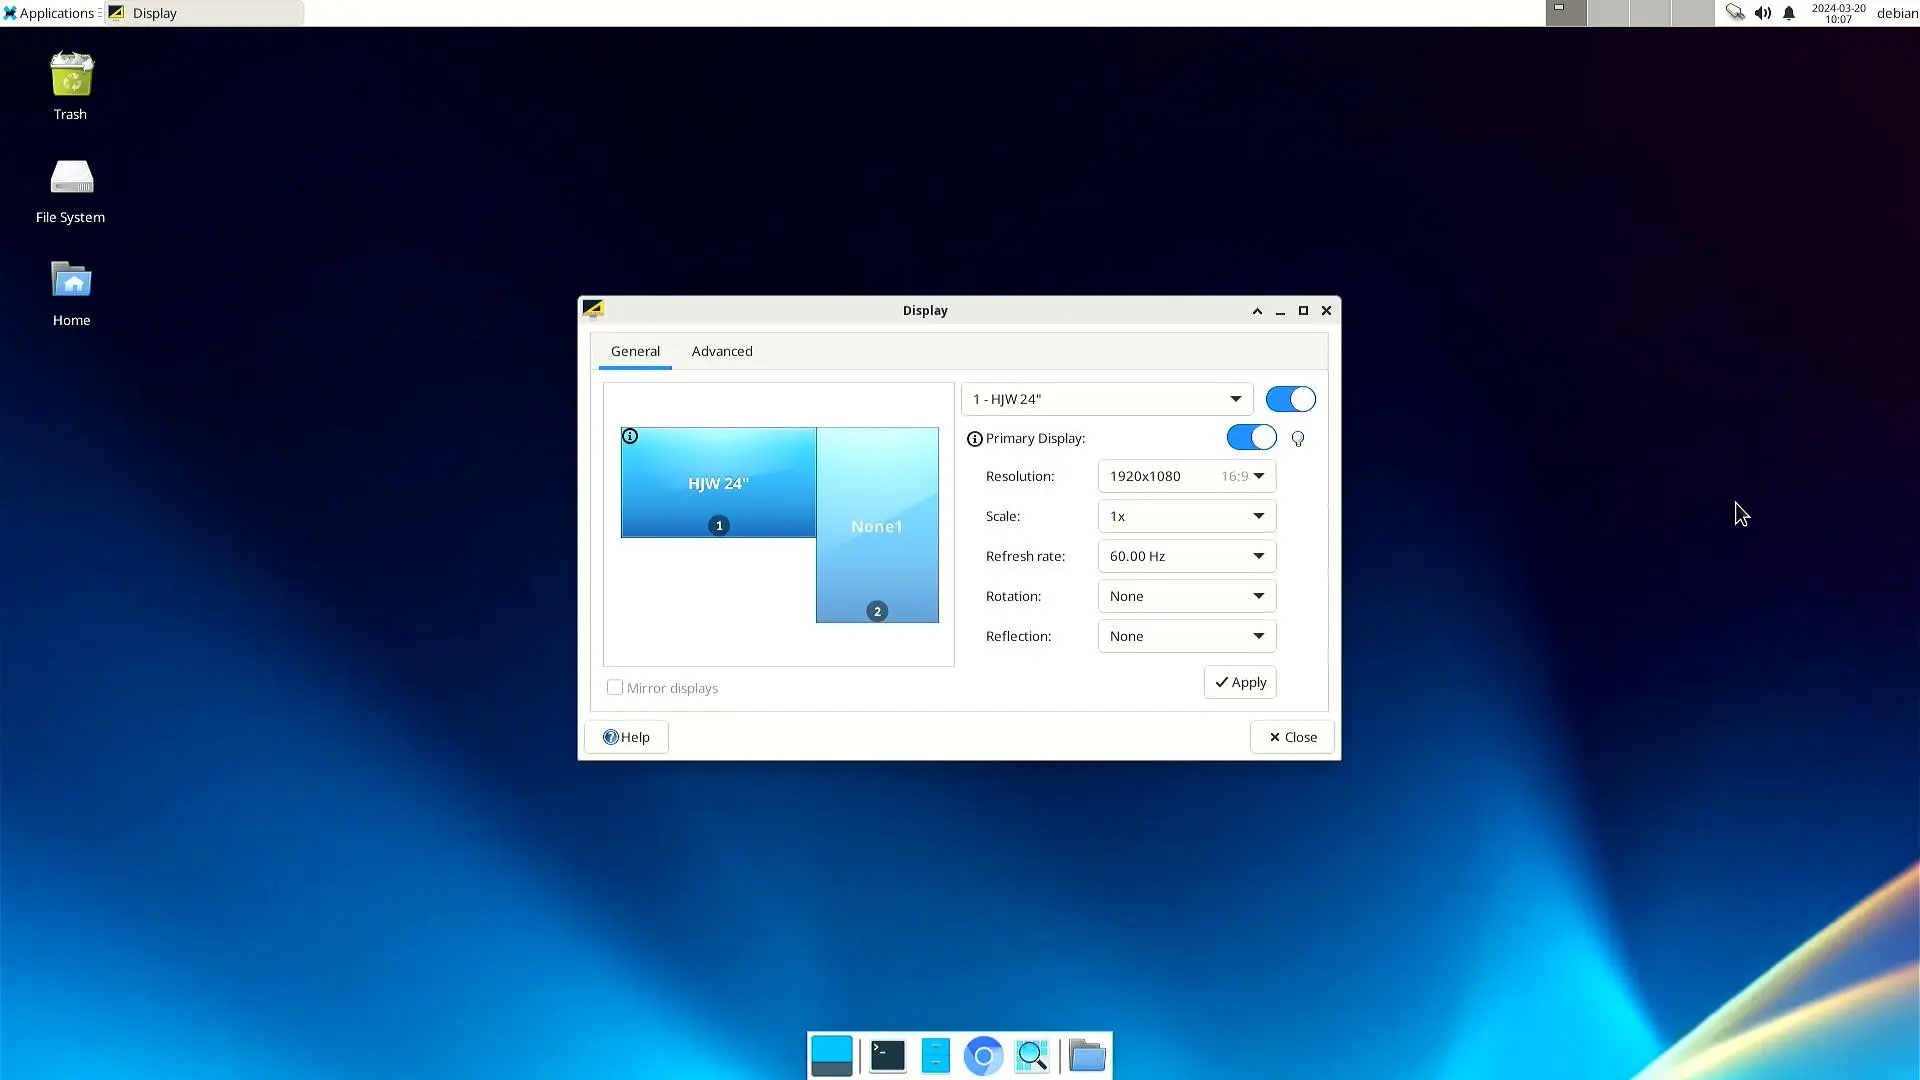 Applications
Display
2024-03-20
10:07
debian
Trash
File System
Home
Display
General
Advanced
HJW 24"
1
None1
2
Mirror displays
1 - HJW 24"
Primary Display:
Resolution:
1920x1080 16:9
Scale:
1x
Refresh rate:
60.00 Hz
Rotation:
None
Reflection:
None
Apply
Help
Close